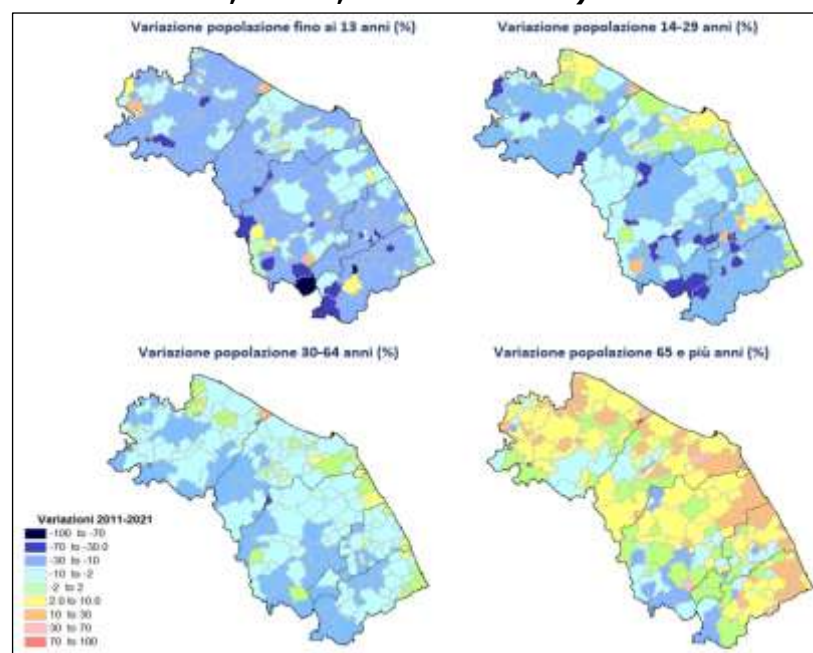 Variazione popolazione fino ai 13 anni (%)
Variazione popolazione 14-29 anni (%)
Variazione popolazione 30-64 anni (%)
Variazione popolazione 65 e più anni (%)
Variazioni 2011-2021
-100 to -70
-70 to -30.0
-30 to -10
-10 to -2
-2 to 2
2.0 to 10.0
10 to 30
30 to 70
70 to 100